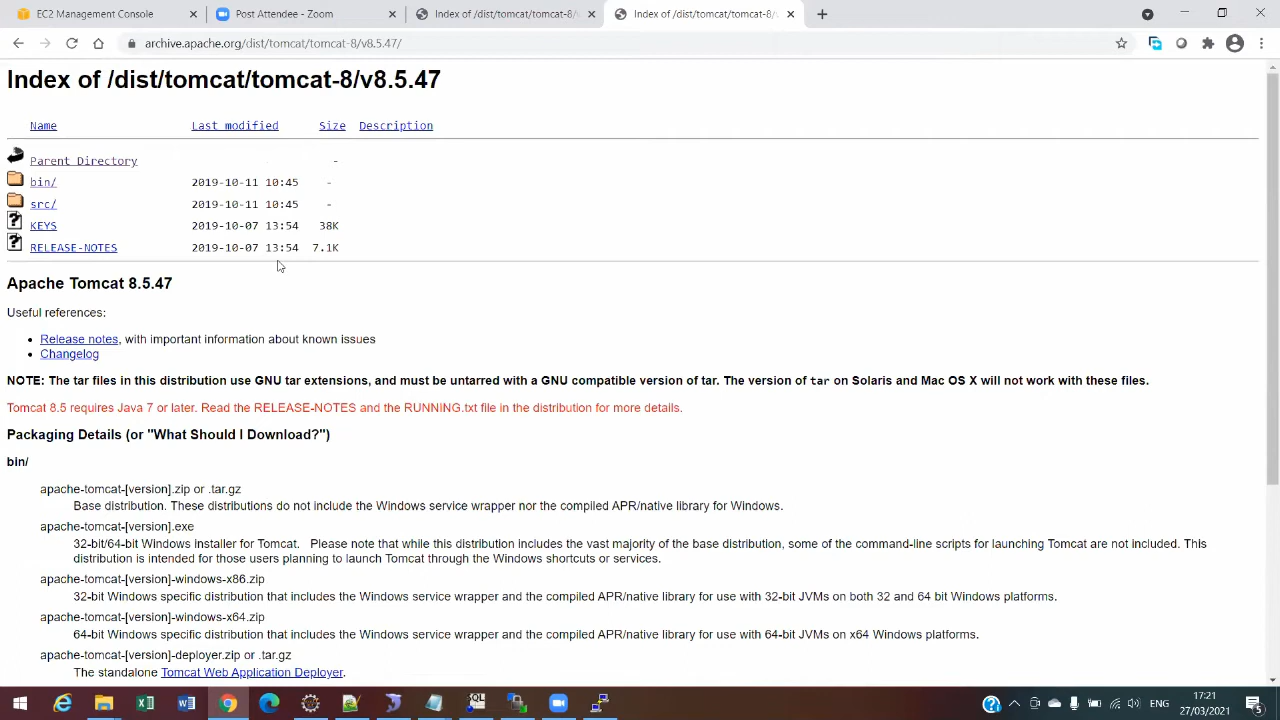 EC2 Management Console
Post Attendee - Zoom
Index of /dist/tomcat/tomcat-8/v
Index of /dist/tomcat/tomcat-8/v
archive.apache.org/dist/tomcat/tomcat-8/v8.5.47/
Index of /dist/tomcat/tomcat-8/v8.5.47
Name Last modified Size Description
Parent Directory -
bin/ 2019-10-11 10:45 -
src/ 2019-10-11 10:45 -
KEYS 2019-10-07 13:54 38K
RELEASE-NOTES 2019-10-07 13:54 7.1K
Apache Tomcat 8.5.47
Useful references:
• Release notes, with important information about known issues
• Changelog
NOTE: The tar files in this distribution use GNU tar extensions, and must be untarred with a GNU compatible version of tar. The version of tar on Solaris and Mac OS X will not work with these files.
Tomcat 8.5 requires Java 7 or later. Read the RELEASE-NOTES and the RUNNING.txt file in the distribution for more details.
Packaging Details (or "What Should I Download?")
bin/
apache-tomcat-[version].zip or .tar.gz
Base distribution. These distributions do not include the Windows service wrapper nor the compiled APR/native library for Windows.
apache-tomcat-[version].exe
32-bit/64-bit Windows installer for Tomcat. Please note that while this distribution includes the vast majority of the base distribution, some of the command-line scripts for launching Tomcat are not included. This
distribution is intended for those users planning to launch Tomcat through the Windows shortcuts or services.
apache-tomcat-[version]-windows-x86.zip
32-bit Windows specific distribution that includes the Windows service wrapper and the compiled APR/native library for use with 32-bit JVMs on both 32 and 64 bit Windows platforms.
apache-tomcat-[version]-windows-x64.zip
64-bit Windows specific distribution that includes the Windows service wrapper and the compiled APR/native library for use with 64-bit JVMs on x64 Windows platforms.
apache-tomcat-[version]-deployer.zip or .tar.gz
The standalone Tomcat Web Application Deployer.
ENG
17:21
27/03/2021